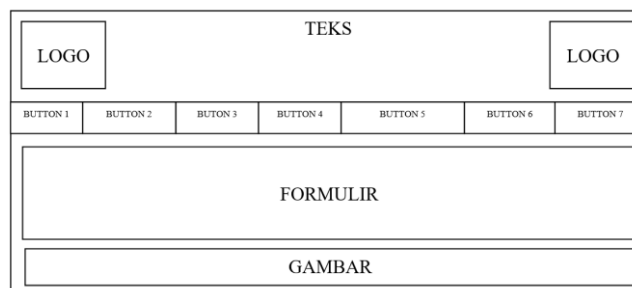 TEKS
LOGO
LOGO
BUTTON 1
BUTTON 2
BUTON 3
BUTTON 4
BUTTON 5
BUTTON 6
BUTTON 7
FORMULIR
GAMBAR